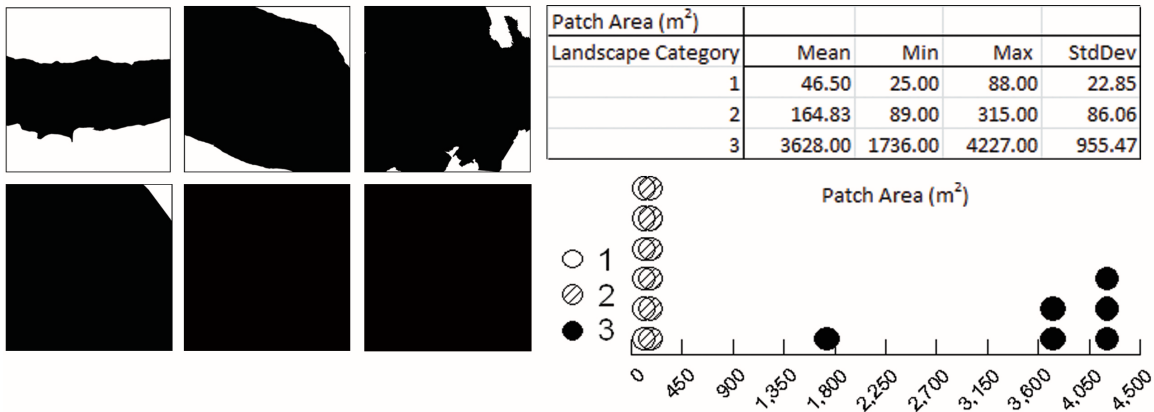 Patch Area (m²)
Landscape Category Mean Min Max StdDev
1 46.50 25.00 88.00 22.85
2 164.83 89.00 315.00 86.06
3 3628.00 1736.00 4227.00 955.47
Patch Area (m²)
1
2
3
0 450 900 1,350 1,800 2,250 2,700 3,150 3,600 4,050 4,500